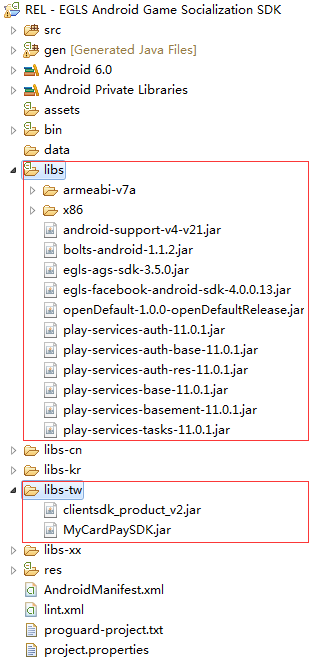 REL - EGLS Android Game Socialization SDK
src
gen [Generated Java Files]
Android 6.0
Android Private Libraries
assets
bin
data
libs
armeabi-v7a
x86
android-support-v4-v21.jar
bolts-android-1.1.2.jar
egls-ags-sdk-3.5.0.jar
egls-facebook-android-sdk-4.0.0.13.jar
openDefault-1.0.0-openDefaultRelease.jar
play-services-auth-11.0.1.jar
play-services-auth-base-11.0.1.jar
play-services-auth-res-11.0.1.jar
play-services-base-11.0.1.jar
play-services-basement-11.0.1.jar
play-services-tasks-11.0.1.jar
libs-cn
libs-kr
libs-tw
clientsdk_product_v2.jar
MyCardPaySDK.jar
libs-xx
res
AndroidManifest.xml
lint.xml
proguard-project.txt
project.properties